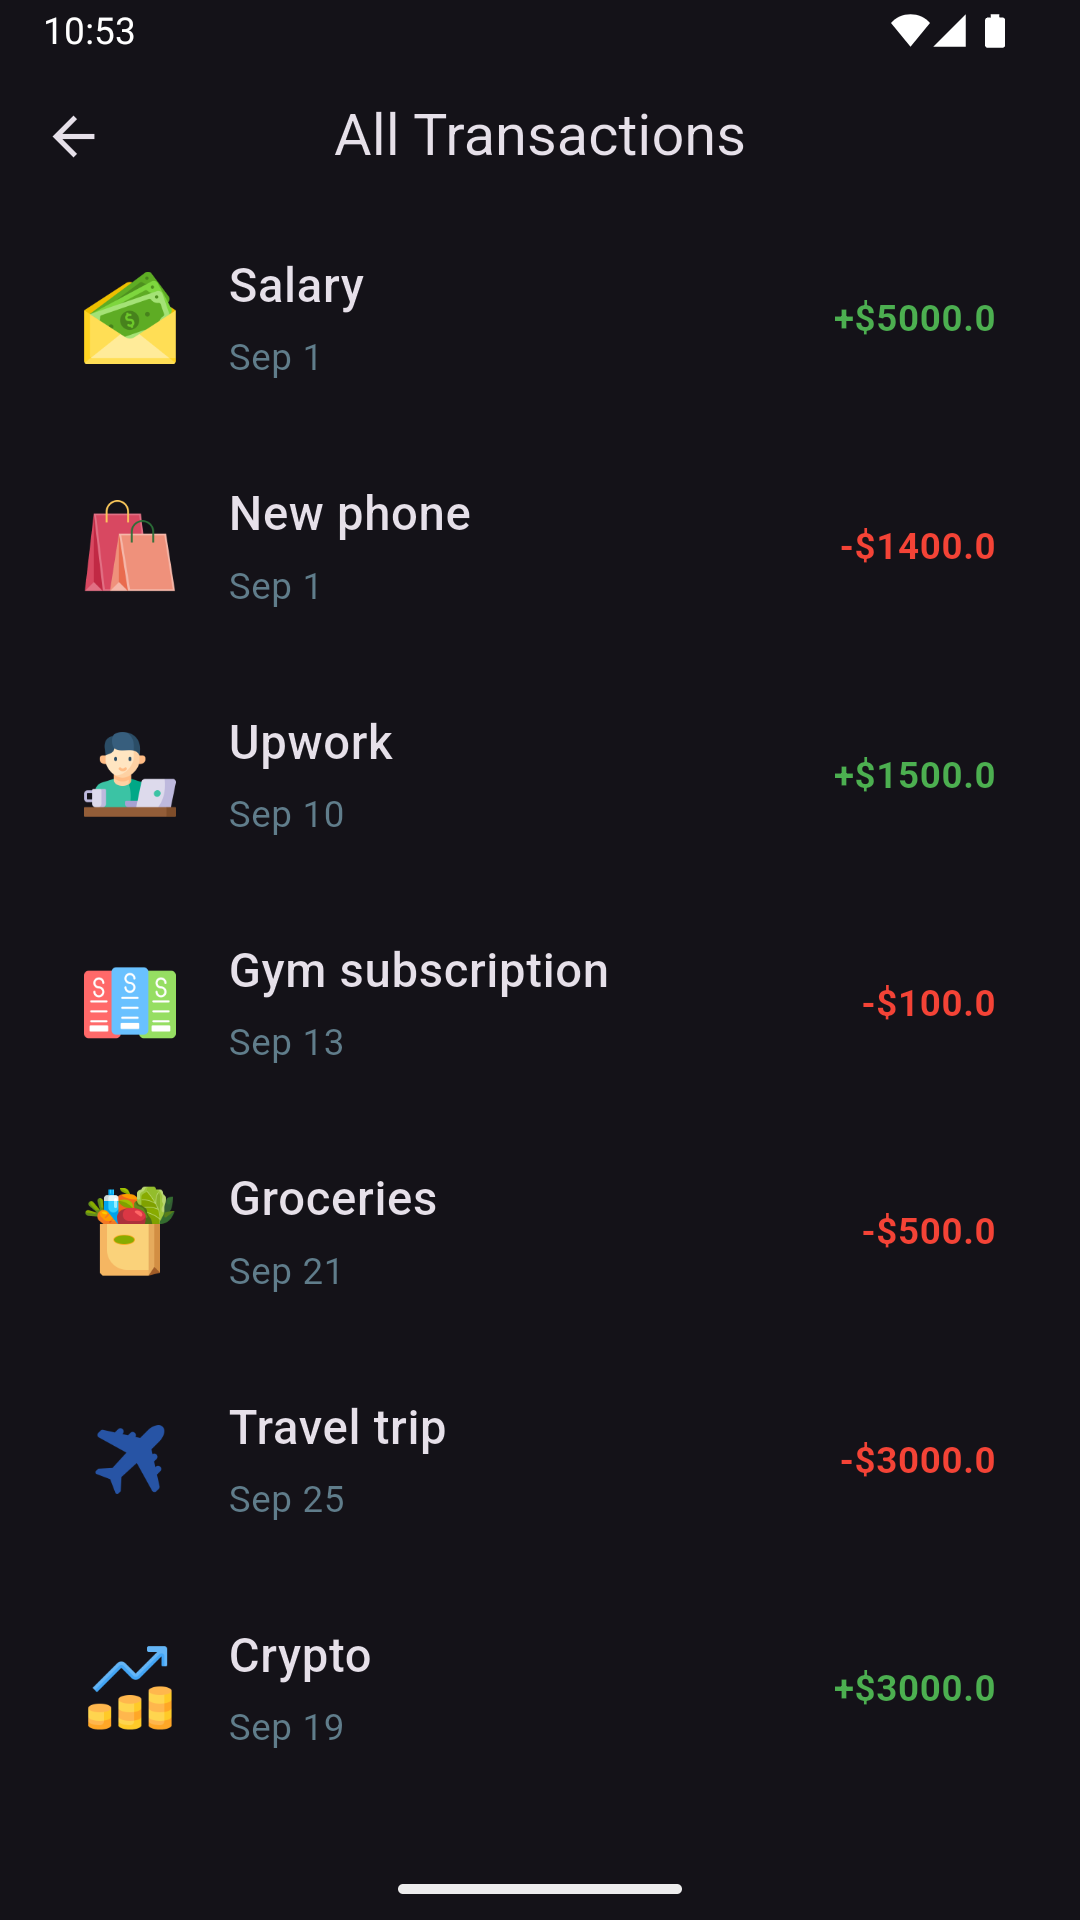 10:53
All Transactions
Salary
Sep 1
+$5000.0
New phone
Sep 1
-$1400.0
Upwork
Sep 10
+$1500.0
Gym subscription
Sep 13
-$100.0
Groceries
Sep 21
-$500.0
Travel trip
Sep 25
-$3000.0
Crypto
Sep 19
+$3000.0